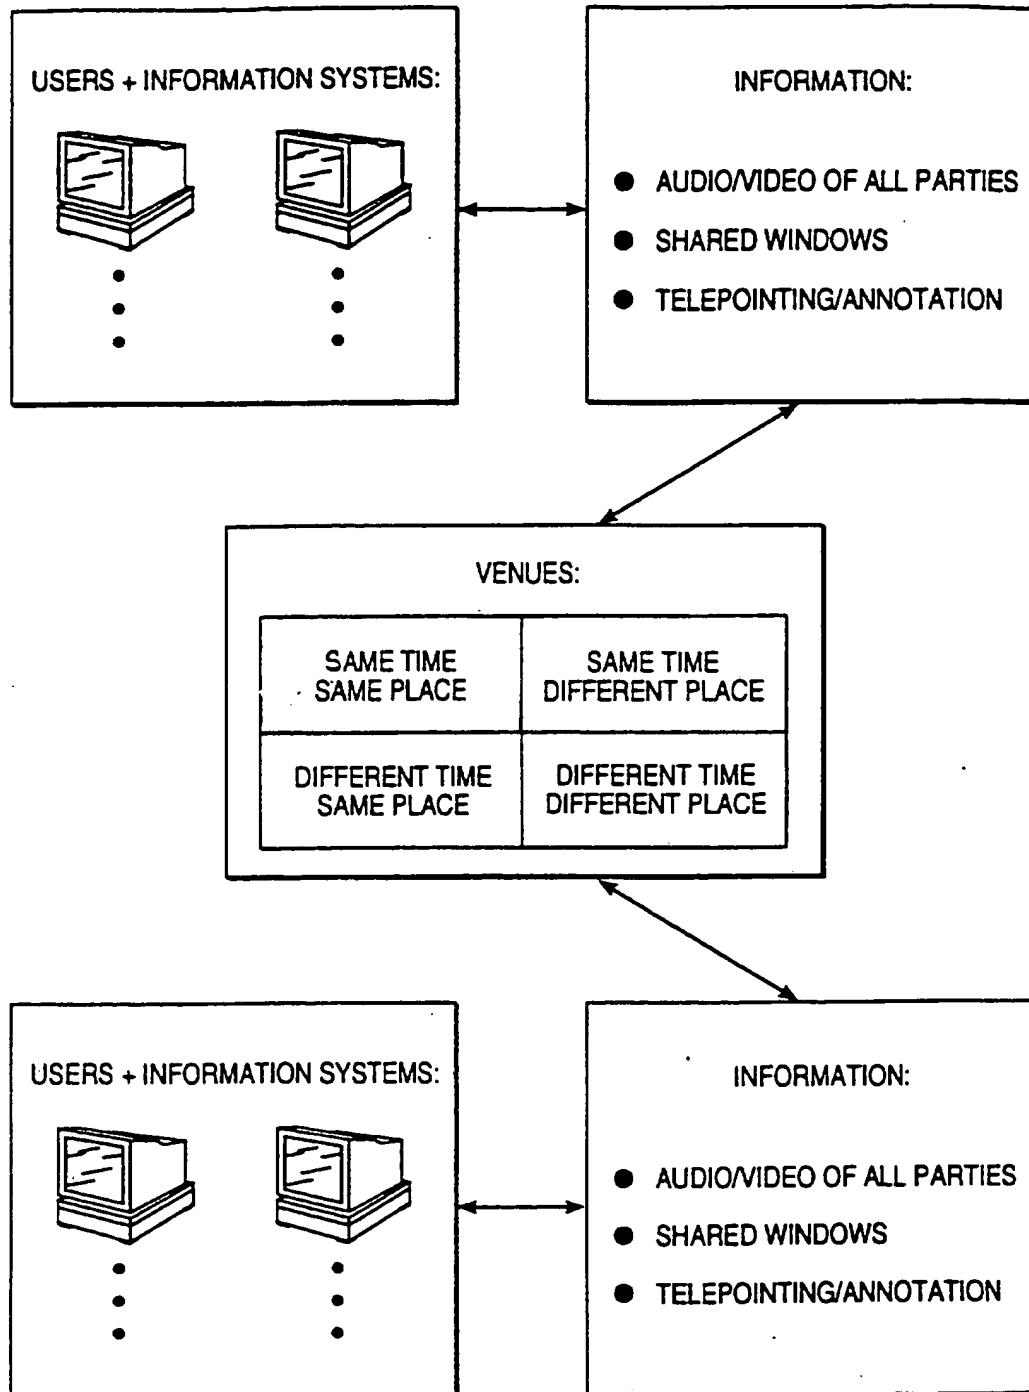 USERS + INFORMATION SYSTEMS:
INFORMATION:
● AUDIO/VIDEO OF ALL PARTIES
● SHARED WINDOWS
● TELEPOINTING/ANNOTATION
VENUES:
SAME TIME
SAME PLACE
SAME TIME
DIFFERENT PLACE
DIFFERENT TIME
SAME PLACE
DIFFERENT TIME
DIFFERENT PLACE
USERS + INFORMATION SYSTEMS:
INFORMATION:
● AUDIO/VIDEO OF ALL PARTIES
● SHARED WINDOWS
● TELEPOINTING/ANNOTATION